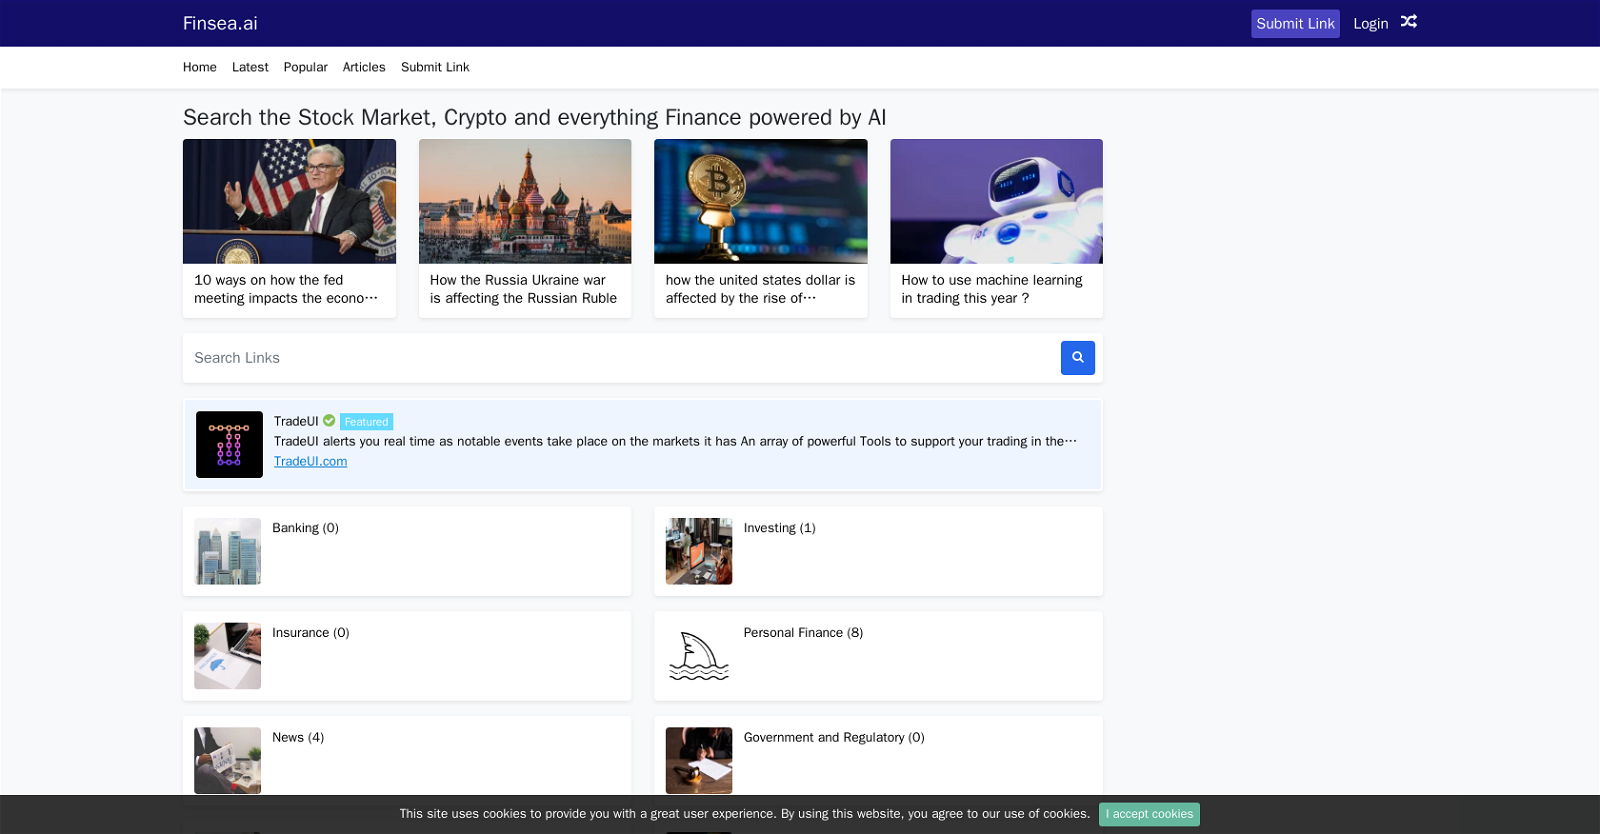 Finsea.ai
Submit Link
Login
Home
Latest
Popular
Articles
Submit Link
Search the Stock Market, Crypto and everything Finance powered by AI
10 ways on how the fed
meeting impacts the econo…
How the Russia Ukraine war
is affecting the Russian Ruble
how the united states dollar is
affected by the rise of…
How to use machine learning
in trading this year ?
Search Links
TradeUI Featured
TradeUI alerts you real time as notable events take place on the markets it has An array of powerful Tools to support your trading in the…
TradeUI.com
Banking (0)
Investing (1)
Insurance (0)
Personal Finance (8)
News (4)
Government and Regulatory (0)
This site uses cookies to provide you with a great user experience. By using this website, you agree to our use of cookies.
I accept cookies